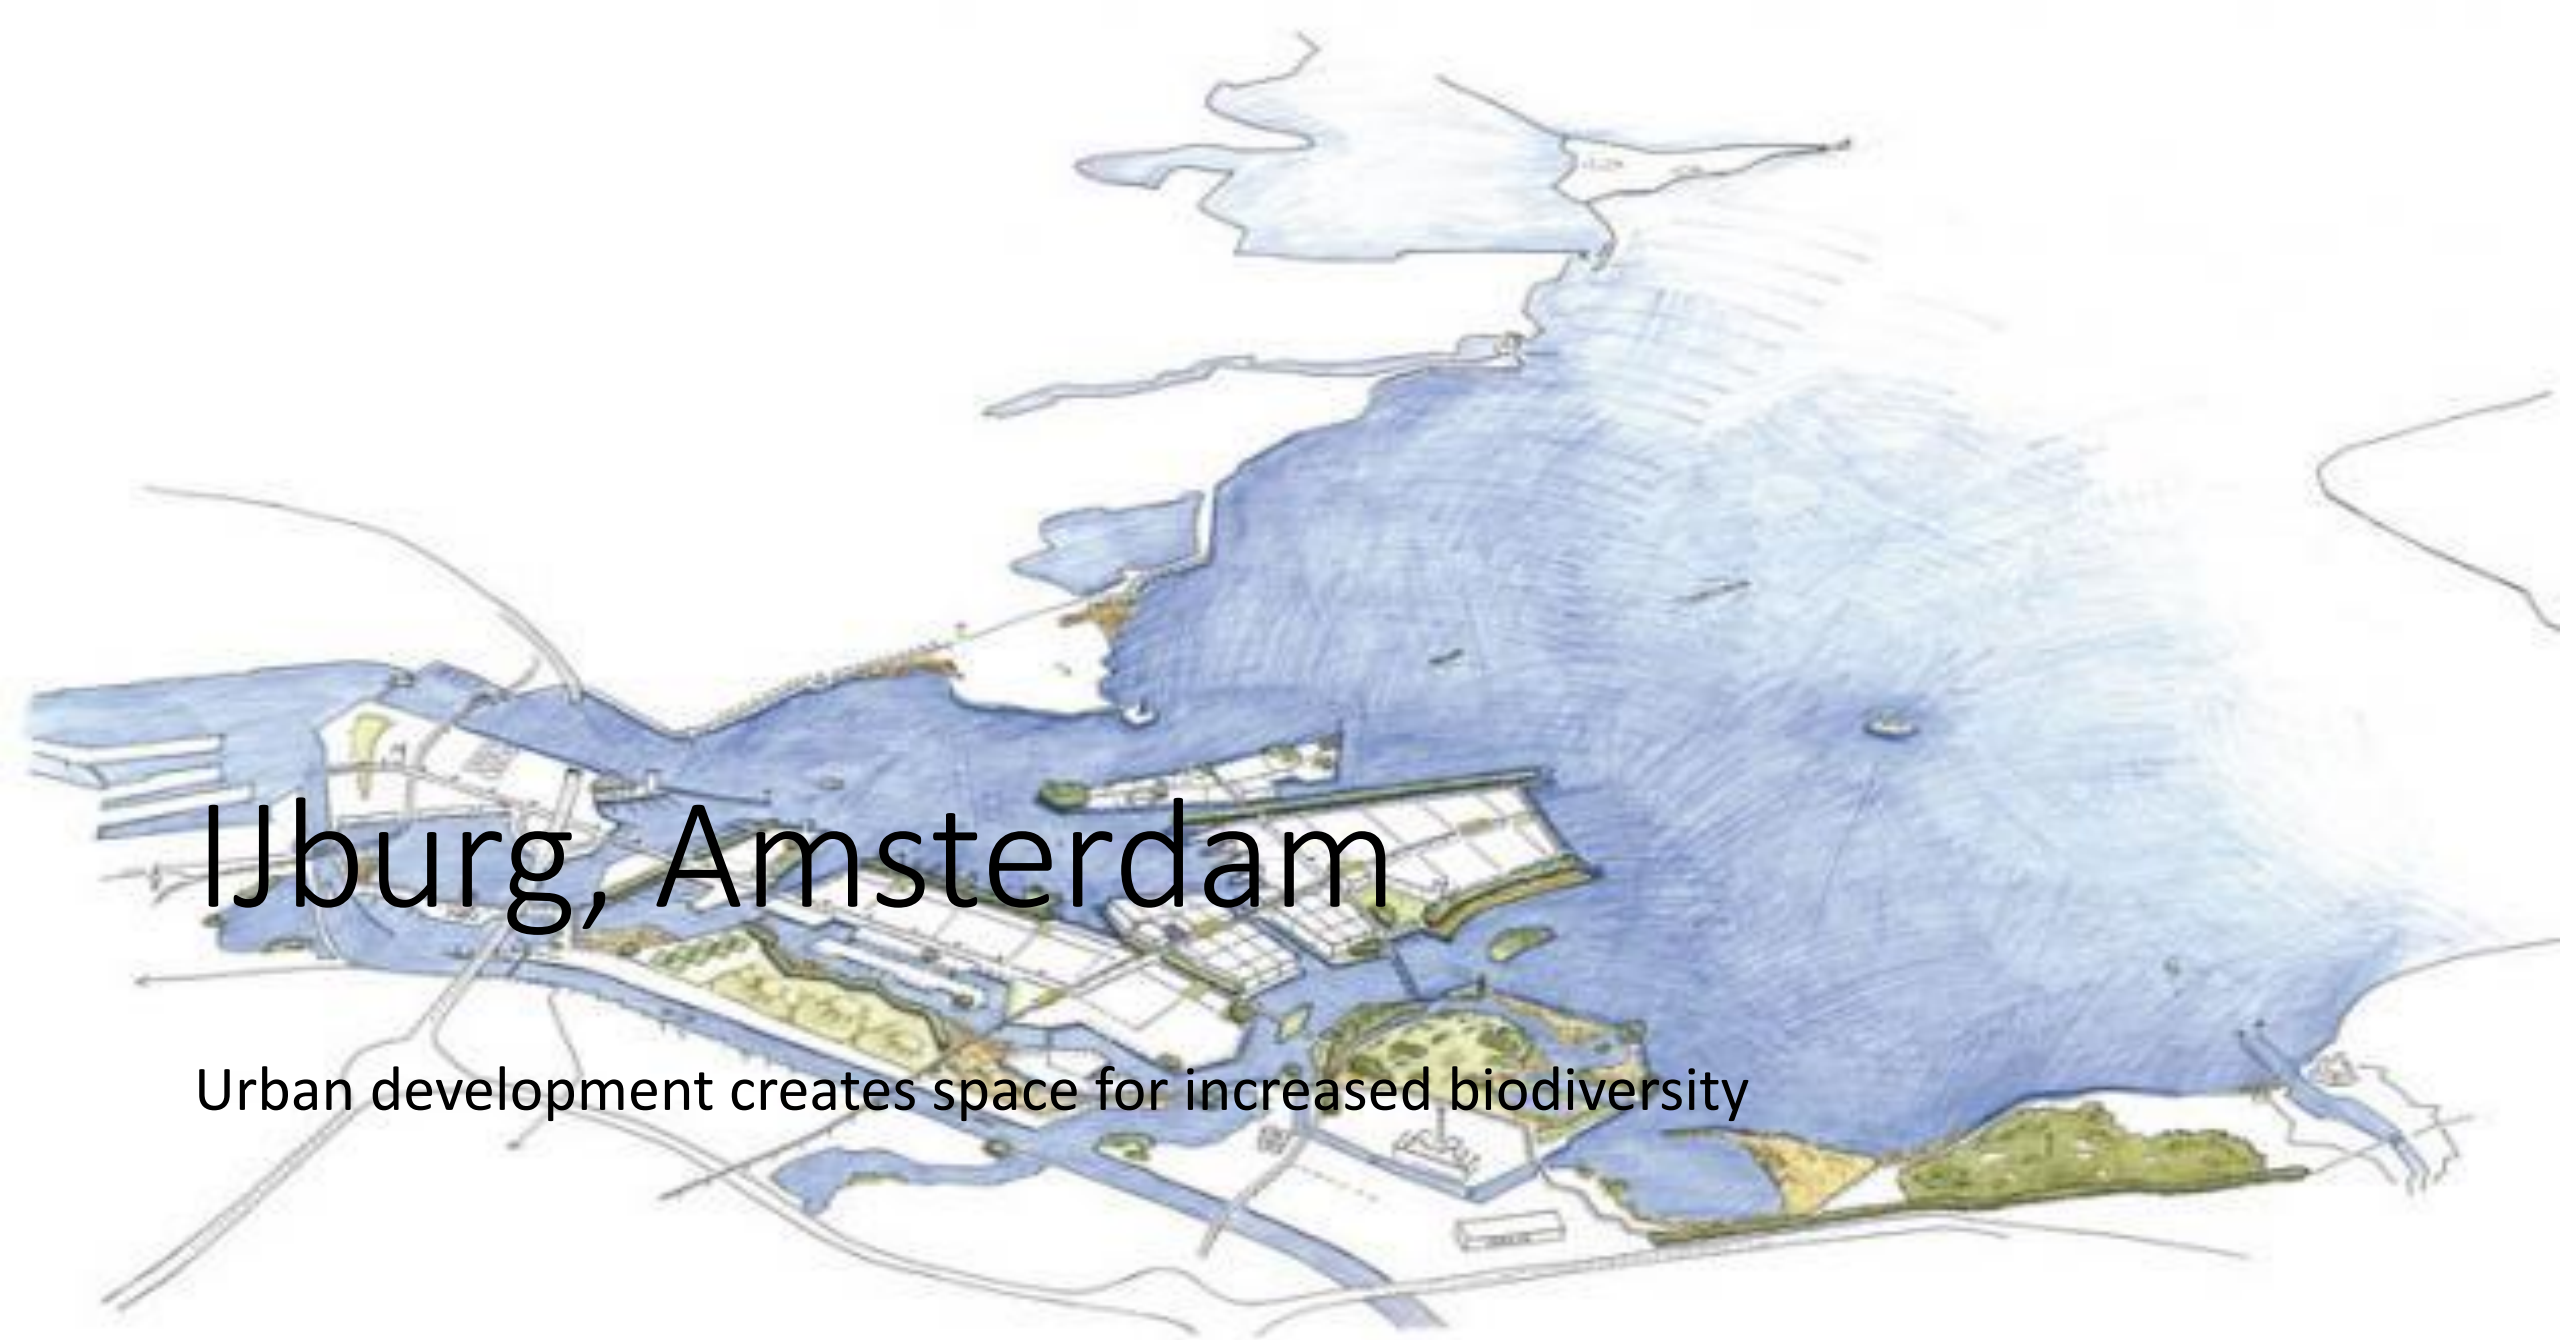 IJburg, Amsterdam
Urban development creates space for increased biodiversity